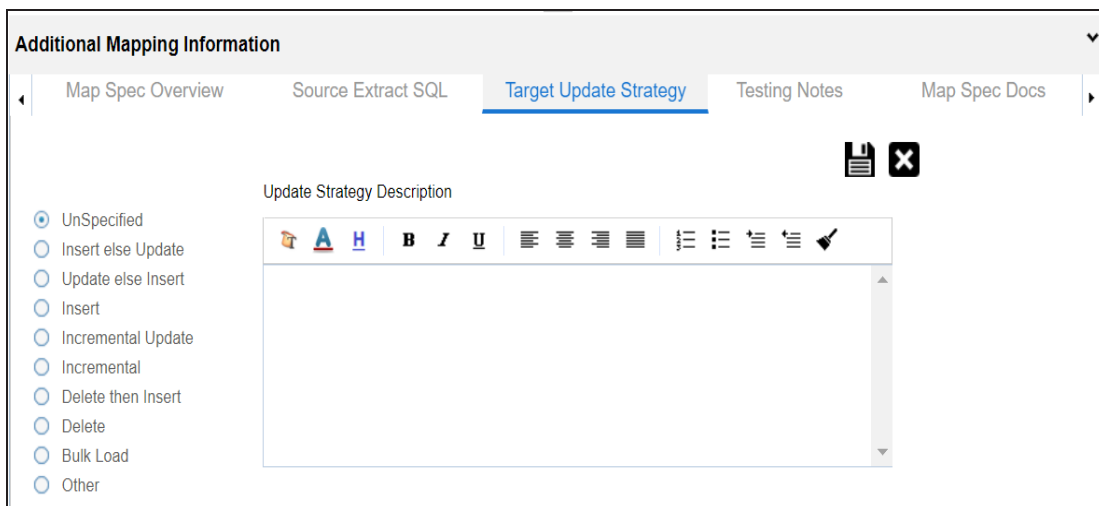 Additional Mapping Information
Map Spec Overview Source Extract SQL Target Update Strategy Testing Notes Map Spec Docs
Update Strategy Description
UnSpecified
A H B I U
Insert else Update
Update else Insert
Insert
Incremental Update
Incremental
Delete then Insert
Delete
Bulk Load
Other